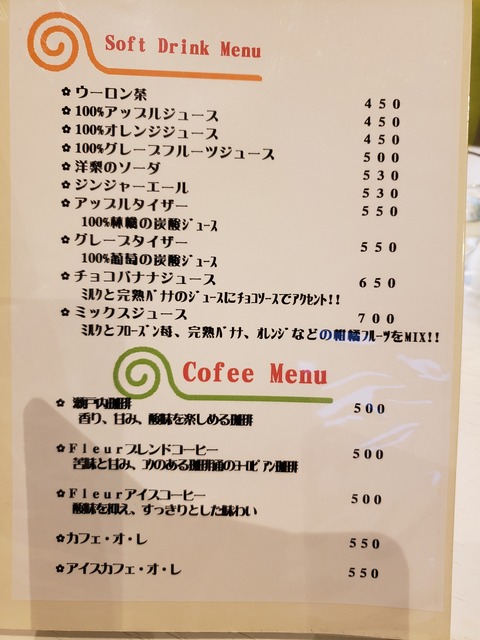 Soft Drink Menu
✿ウーロン茶 450
✿100%アップルジュース 450
✿100%オレンジジュース 450
✿100%グレープフルーツジュース 500
✿洋梨のソーダ 530
✿ジンジャーエール 530
✿アップルタイザー 550
100%林檎の炭酸ジュース
✿グレープタイザー 550
100%葡萄の炭酸ジュース
✿チョコバナナジュース 650
ミルクと完熟バナナのジュースにチョコソースでアクセント!!
✿ミックスジュース 700
ミルクとフローズン苺、完熟バナナ、オレンジなどの柑橘フルーツをMIX!!
Cofee Menu
✿瀬戸内珈琲 500
香り、甘み、酸味を楽しめる珈琲
✿Fleurブレンドコーヒー 500
苦味と甘み、コクのある珈琲通のヨーロピアン珈琲
✿Fleurアイスコーヒー 500
酸味を抑え、すっきりとした味わい
✿カフェ・オ・レ 550
✿アイスカフェ・オ・レ 550